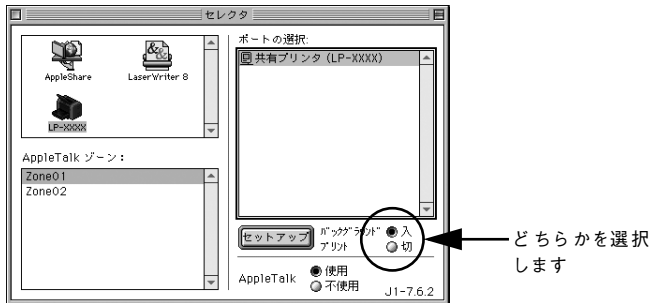 セレクタ
AppleShare
LaserWriter 8
LP-XXXX
AppleTalk ゾーン:
Zone01
Zone02
ポートの選択:
共有プリンタ (LP-XXXX)
セットアップ
バックグラウンド
プリント
入
切
AppleTalk
使用
不使用
J1-7.6.2
どちらかを選択
します